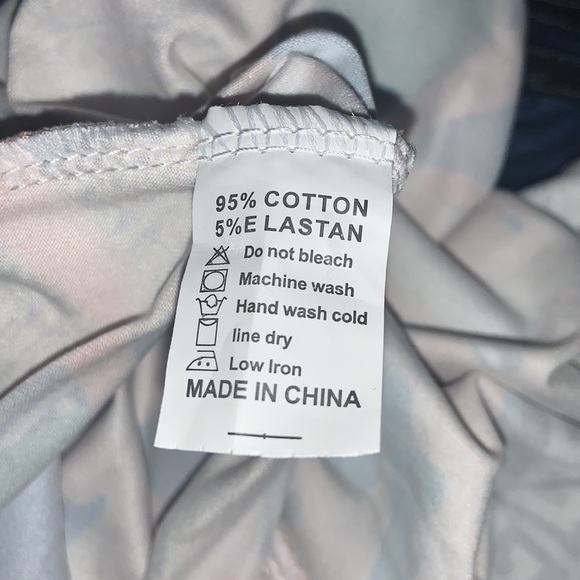 95% COTTON
5%E LASTAN
Do not bleach
Machine wash
Hand wash cold
line dry
Low Iron
MADE IN CHINA